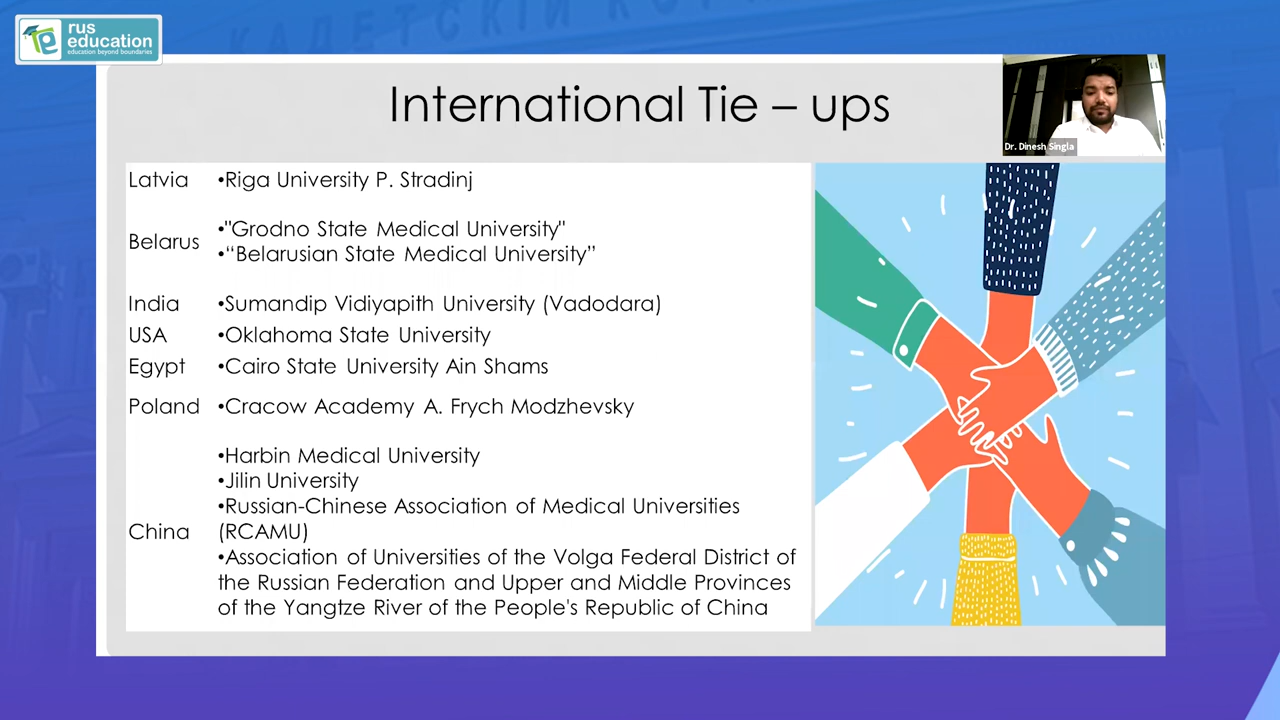 КАДЕТСКІЙ КОР
rus
education
education beyond boundaries
International Tie – ups
Dr. Dinesh Singla
Latvia •Riga University P. Stradinj
Belarus
•"Grodno State Medical University"
•“Belarusian State Medical University”
India •Sumandip Vidiyapith University (Vadodara)
USA •Oklahoma State University
Egypt •Cairo State University Ain Shams
Poland •Cracow Academy A. Frych Modzhevsky
China
•Harbin Medical University
•Jilin University
•Russian-Chinese Association of Medical Universities
(RCAMU)
•Association of Universities of the Volga Federal District of
the Russian Federation and Upper and Middle Provinces
of the Yangtze River of the People's Republic of China